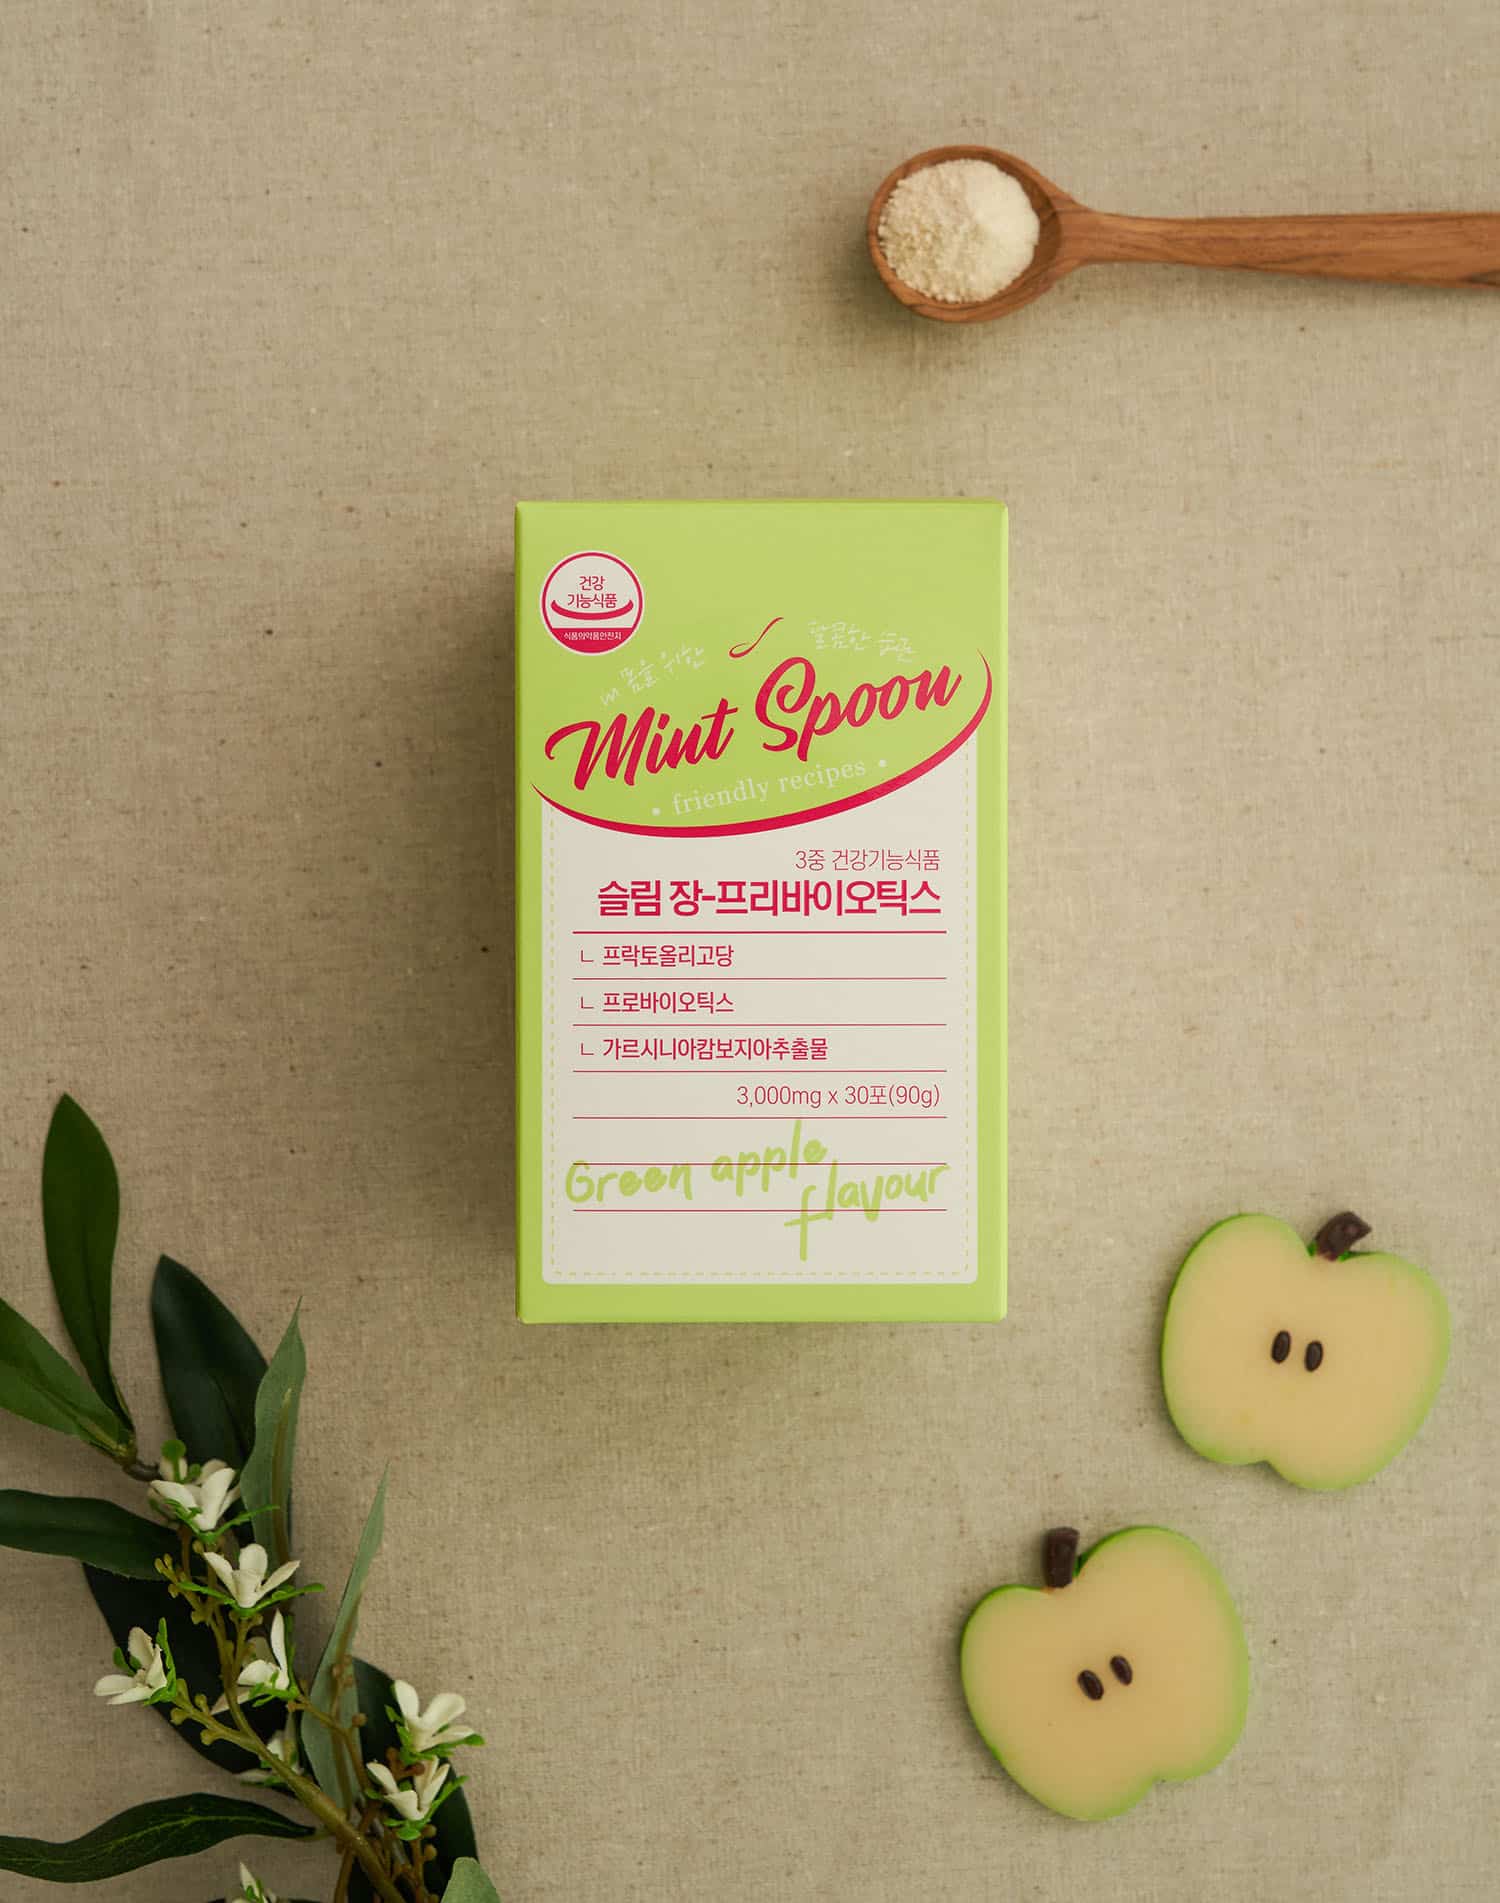 건강
기능식품
식품의약품안전처
내 몸을 위한 달콤한 습관
Mint Spoon
• friendly recipes •
3중 건강기능식품
슬림 장-프리바이오틱스
ㄴ 프락토올리고당
ㄴ 프로바이오틱스
ㄴ 가르시니아캄보지아추출물
3,000mg x 30포(90g)
Green apple
flavour